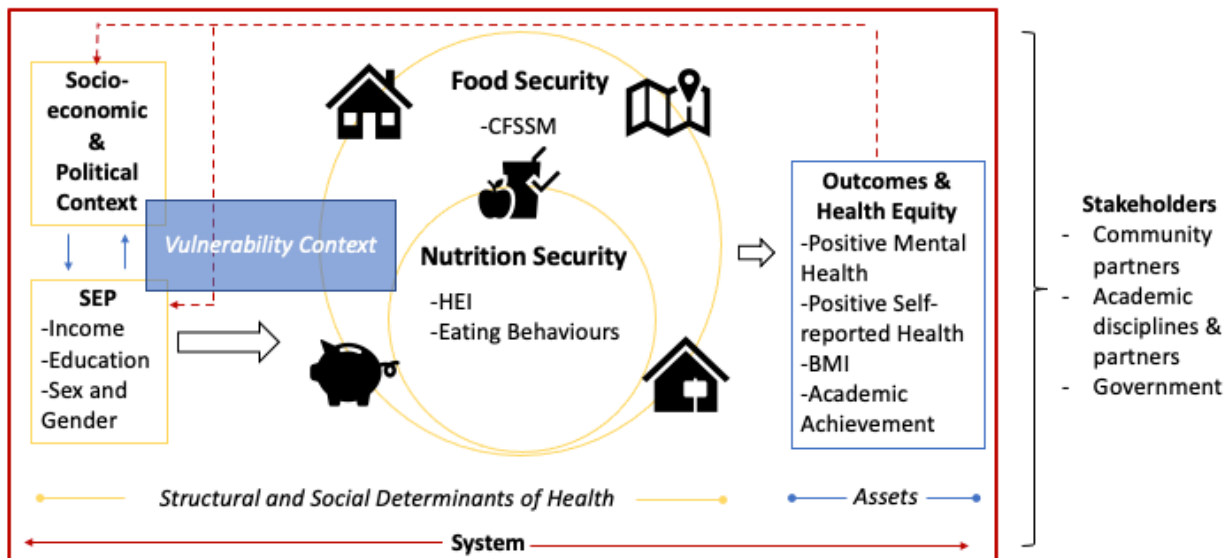 Socio-
economic
&
Political
Context
Vulnerability Context
SEP
-Income
-Education
-Sex and
Gender
Food Security
-CFSSM
Nutrition Security
-HEI
-Eating Behaviours
Outcomes &
Health Equity
-Positive Mental
Health
-Positive Self-
reported Health
-BMI
-Academic
Achievement
Stakeholders
- Community
partners
- Academic
disciplines &
partners
- Government
Structural and Social Determinants of Health
Assets
System